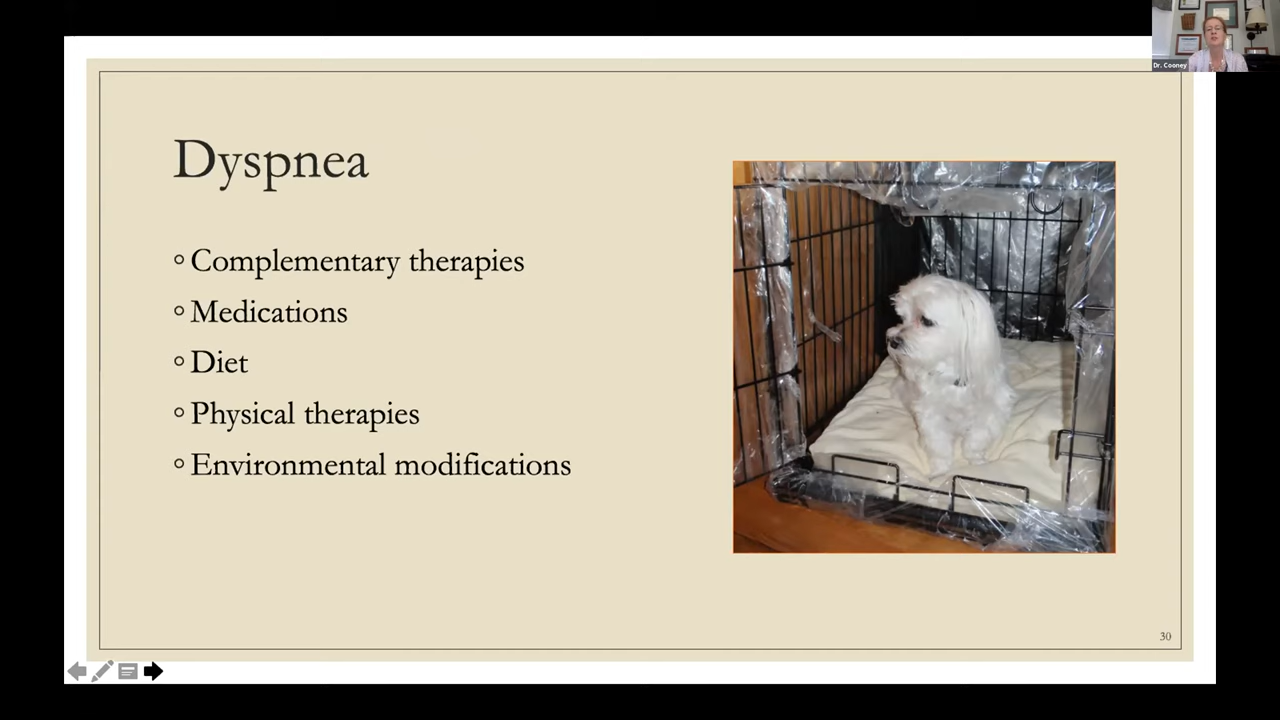 Dr. Cooney
Dyspnea
◦ Complementary therapies
◦ Medications
◦ Diet
◦ Physical therapies
◦ Environmental modifications
30